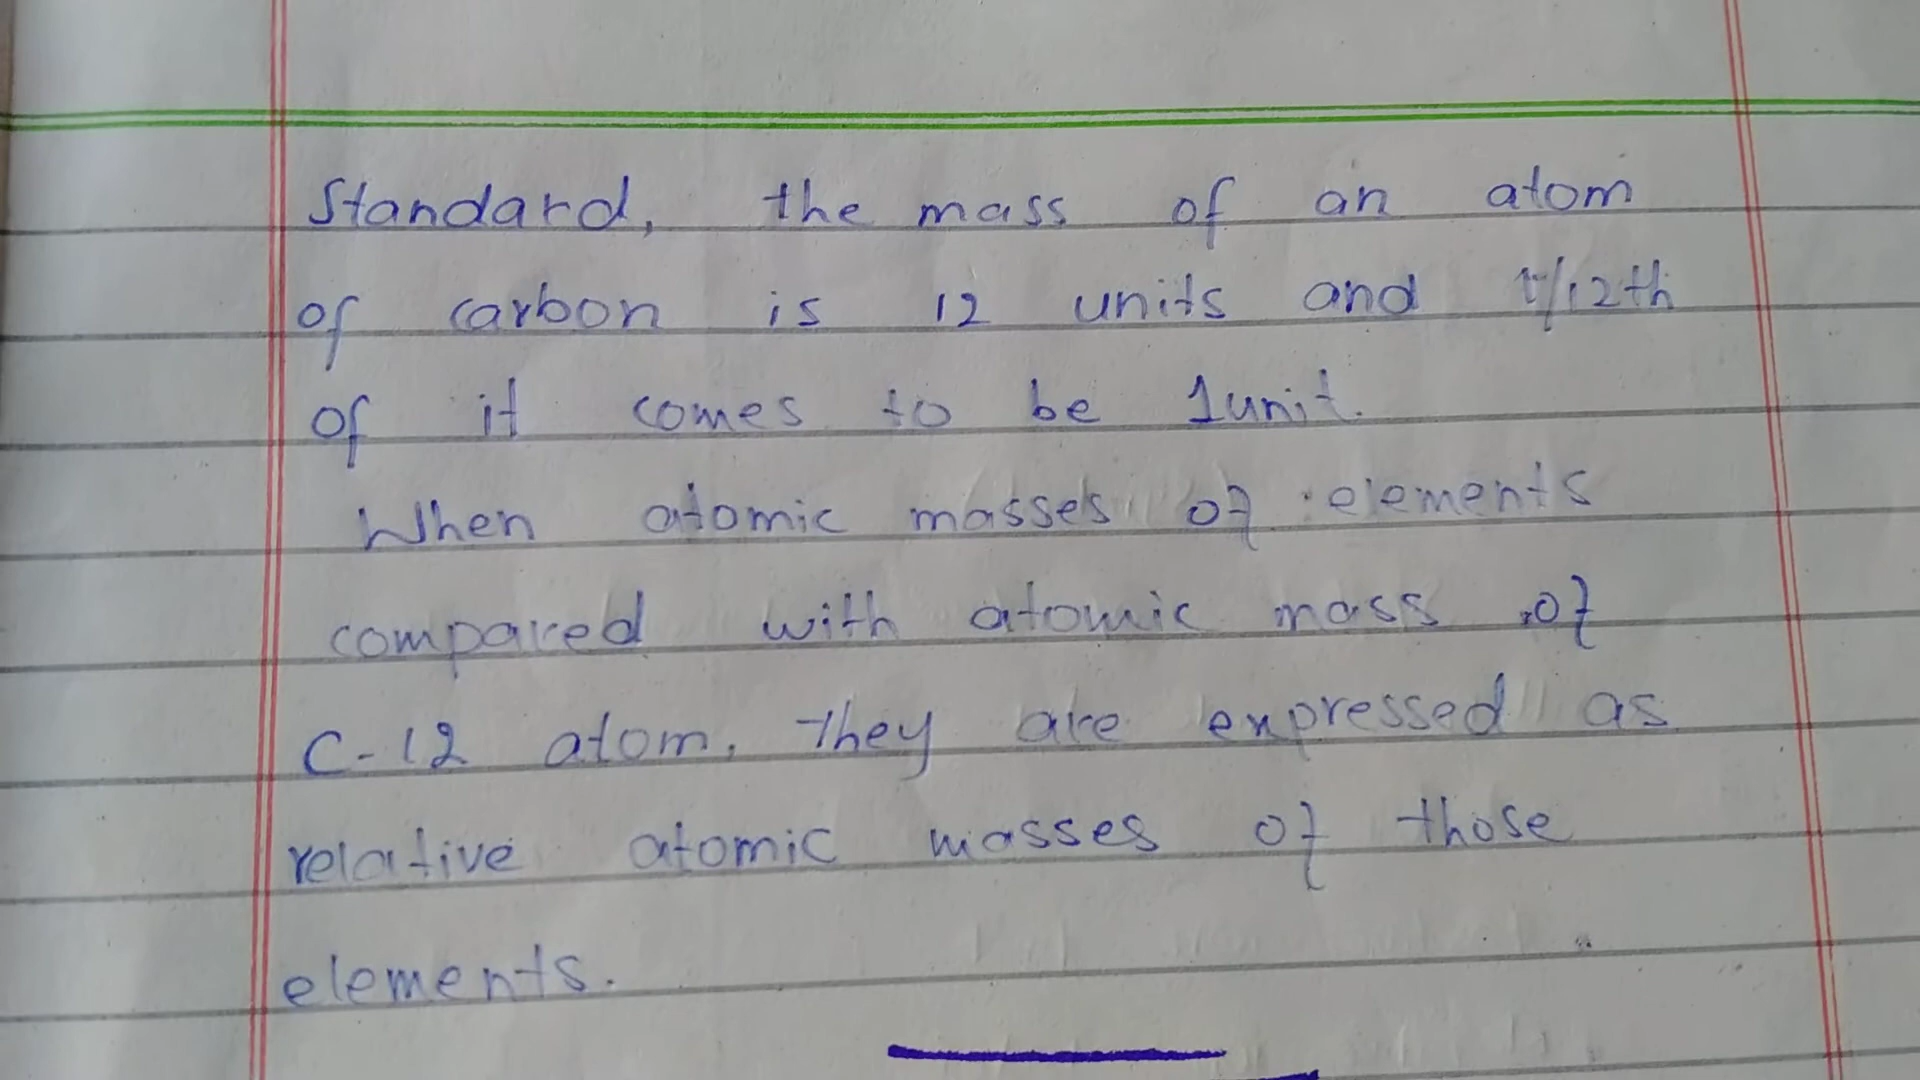 Standard, the mass of an atom
of carbon is 12 units and 1/12th
of it comes to be 1unit.
When atomic masses of elements
compared with atomic mass of
C-12 atom, they are expressed as
relative atomic masses of those
elements.